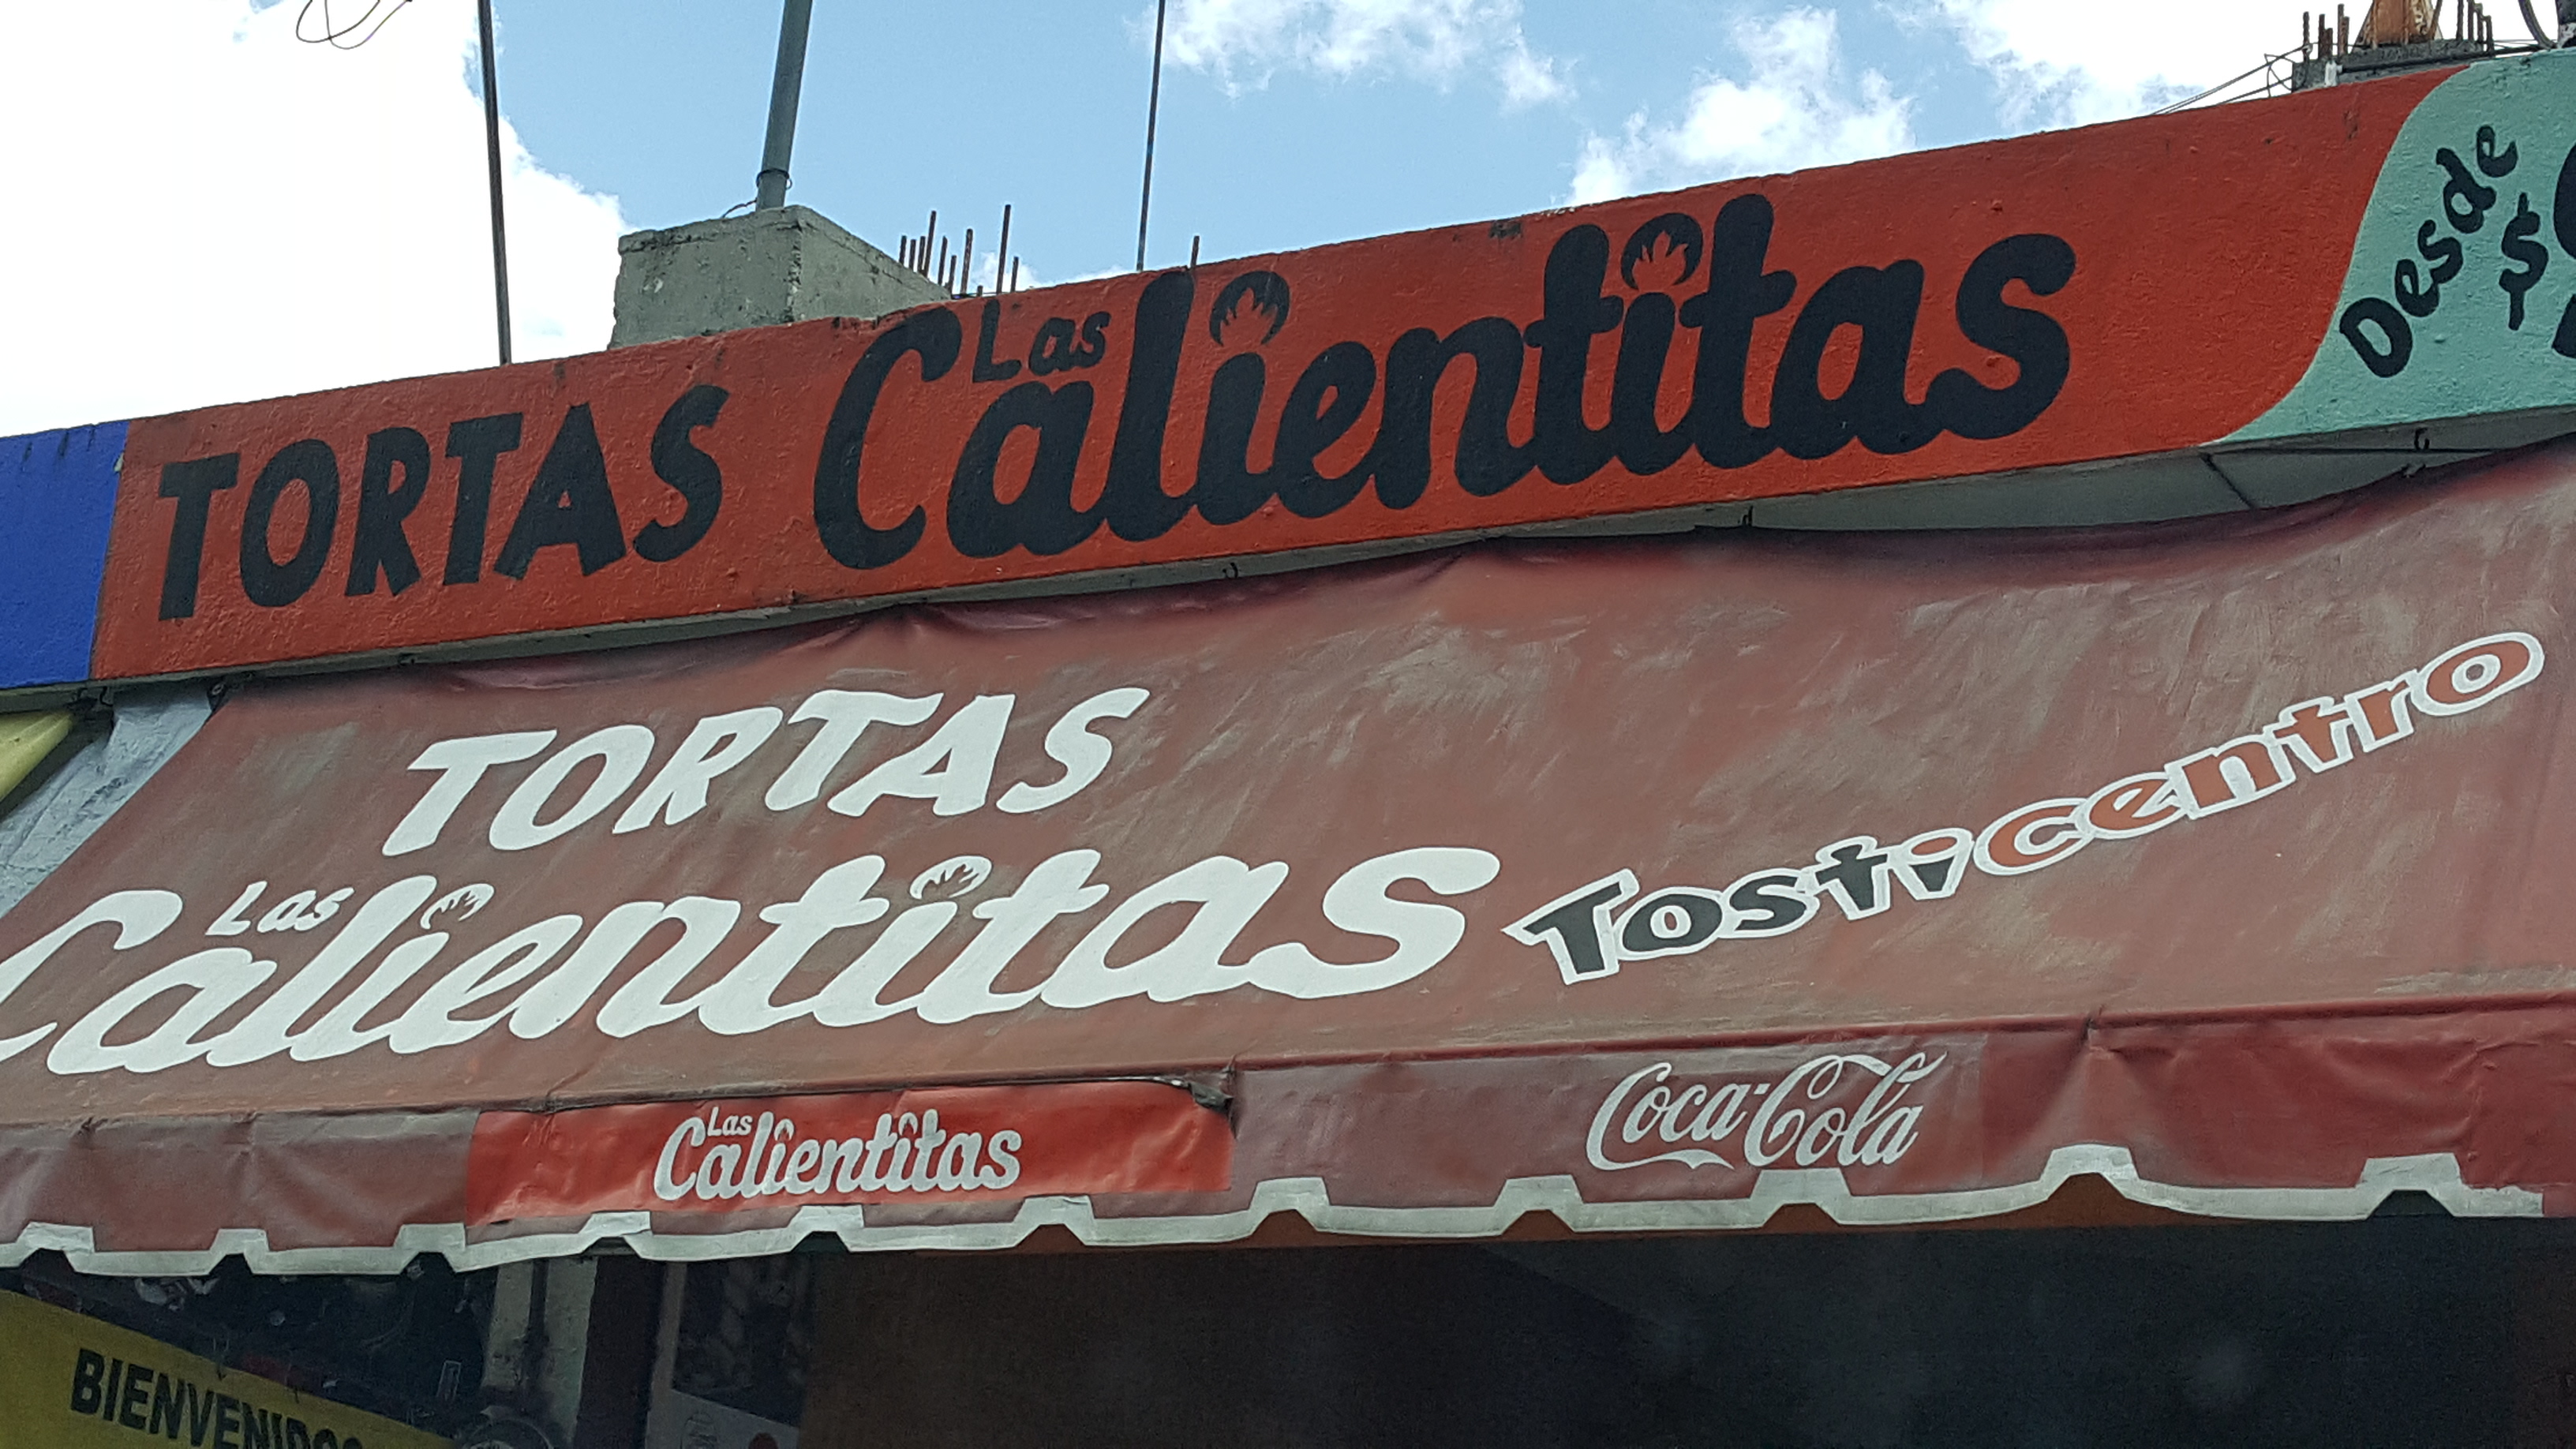 TORTAS Las Calientitas
Desde
$
TORTAS
Las Calientitas
Tosticentro
Las Calientitas
Coca-Cola
BIENVENIDOS